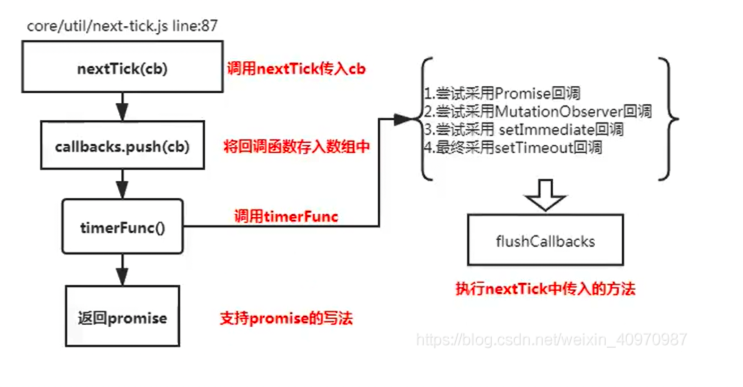 core/util/next-tick.js line:87
nextTick(cb)
调用nextTick传入cb
callbacks.push(cb)
将回调函数存入数组中
timerFunc()
调用timerFunc
返回promise
支持promise的写法
1.尝试采用Promise回调
2.尝试采用MutationObserver回调
3.尝试采用 setImmediate回调
4.最终采用setTimeout回调
flushCallbacks
执行nextTick中传入的方法
https://blog.csdn.net/weixin_40970987